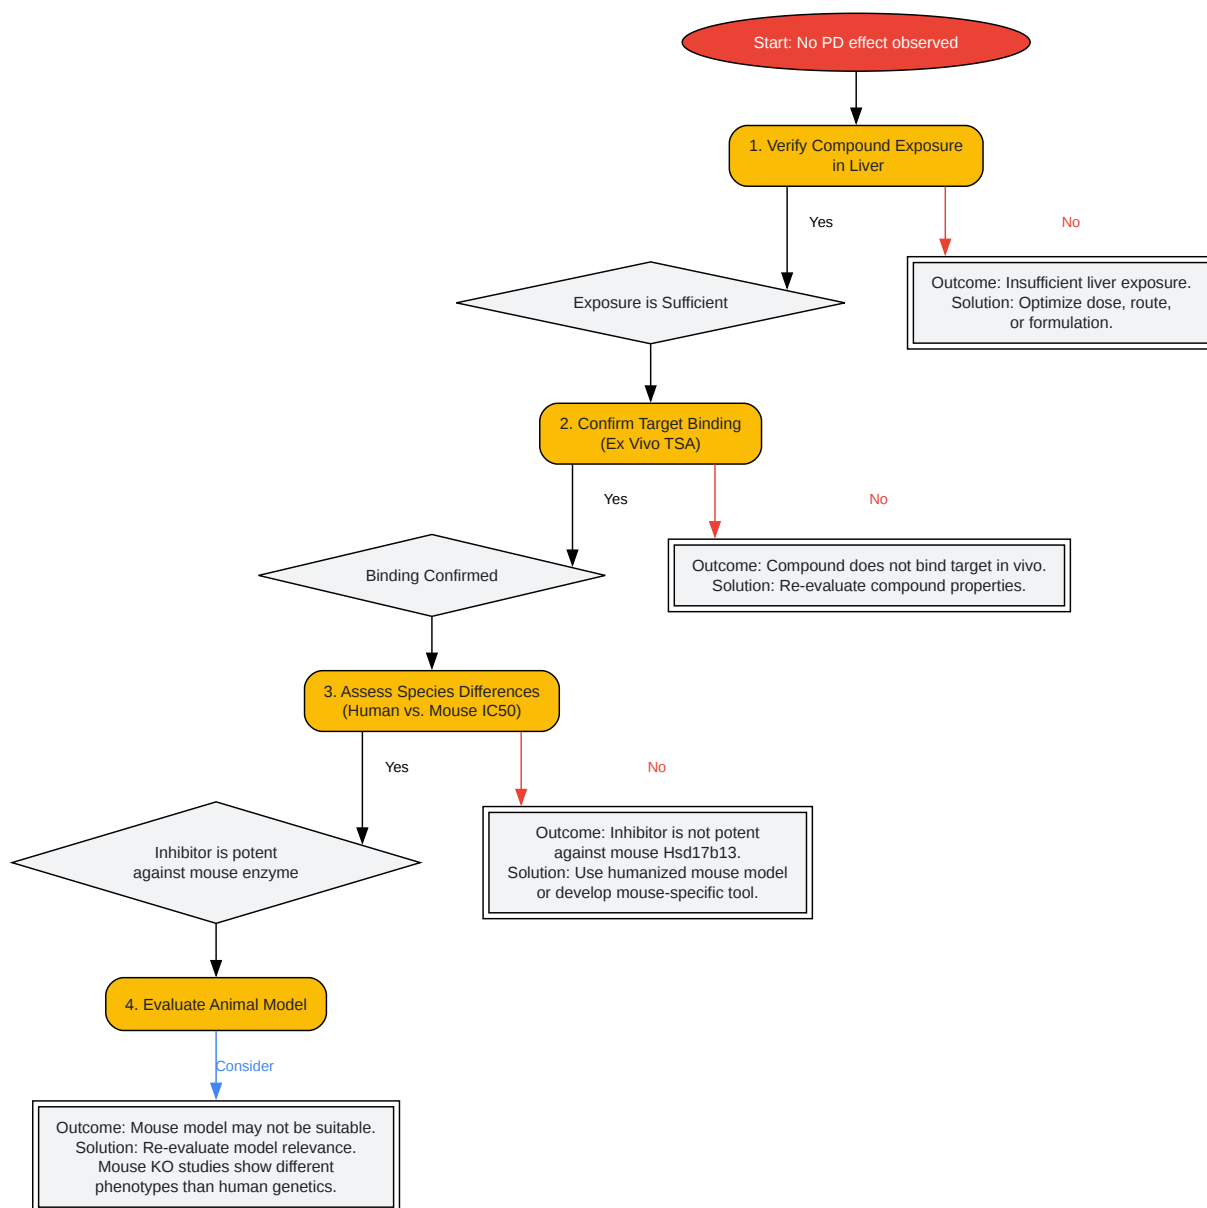 Start: No PD effect observed
1. Verify Compound Exposure
in Liver
Yes
No
Exposure is Sufficient
Outcome: Insufficient liver exposure.
Solution: Optimize dose, route,
or formulation.
2. Confirm Target Binding
(Ex Vivo TSA)
Yes
No
Binding Confirmed
Outcome: Compound does not bind target in vivo.
Solution: Re-evaluate compound properties.
3. Assess Species Differences
(Human vs. Mouse IC50)
Yes
No
Inhibitor is potent
against mouse enzyme
Outcome: Inhibitor is not potent
against mouse Hsd17b13.
Solution: Use humanized mouse model
or develop mouse-specific tool.
4. Evaluate Animal Model
Consider
Outcome: Mouse model may not be suitable.
Solution: Re-evaluate model relevance.
Mouse KO studies show different
phenotypes than human genetics.